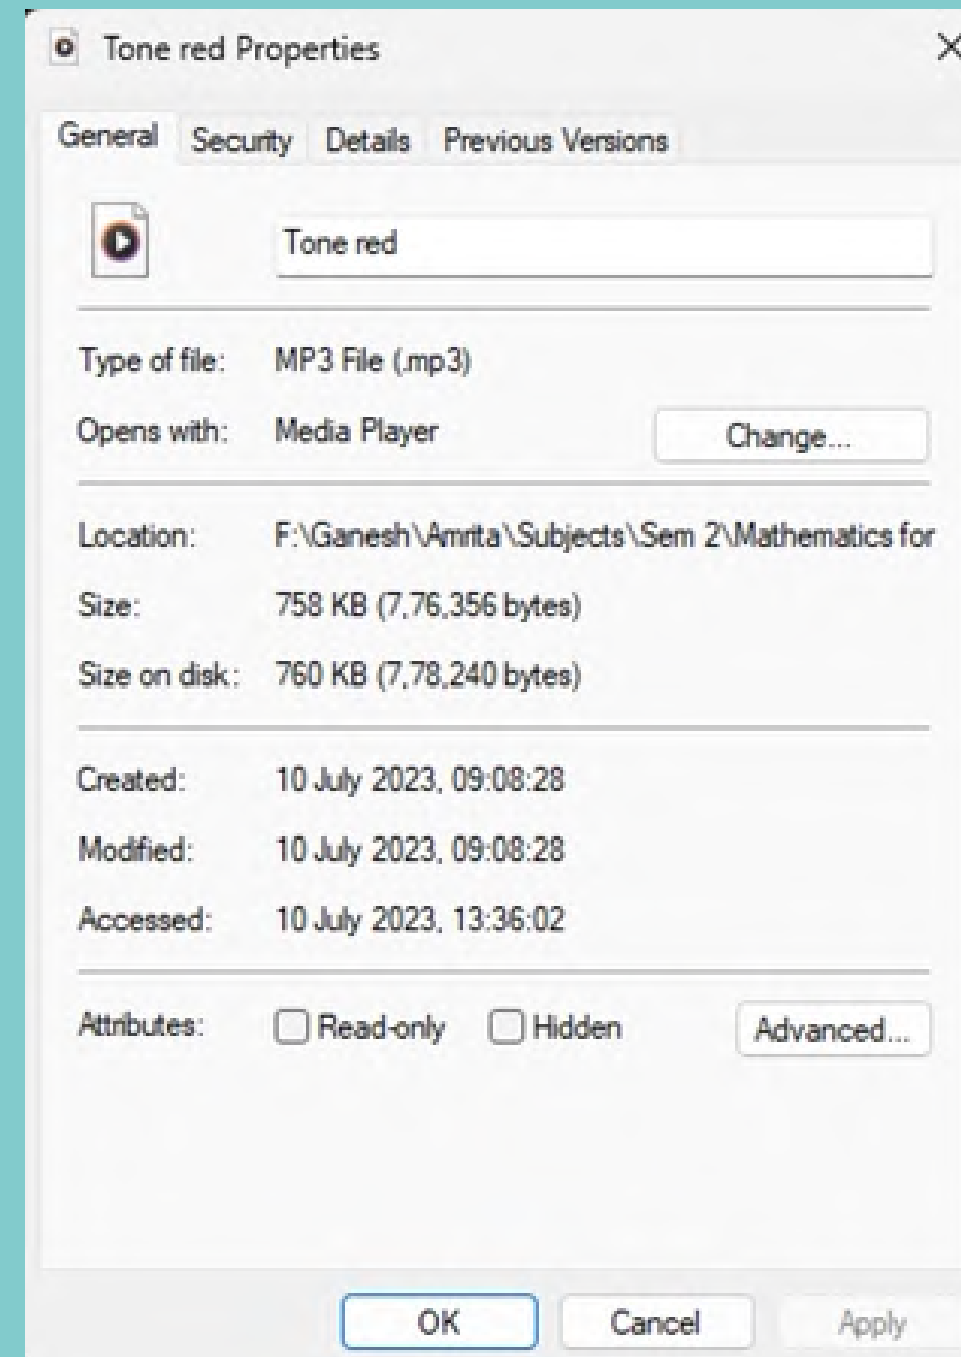 Tone red Properties
General Security Details Previous Versions
Tone red
Type of file: MP3 File (.mp3)
Opens with: Media Player Change...
Location: F:\Ganesh\Amrita\Subjects\Sem 2\Mathematics for
Size: 758 KB (7,76,356 bytes)
Size on disk: 760 KB (7,78,240 bytes)
Created: 10 July 2023, 09:08:28
Modified: 10 July 2023, 09:08:28
Accessed: 10 July 2023, 13:36:02
Attributes: Read-only Hidden Advanced...
OK Cancel Apply